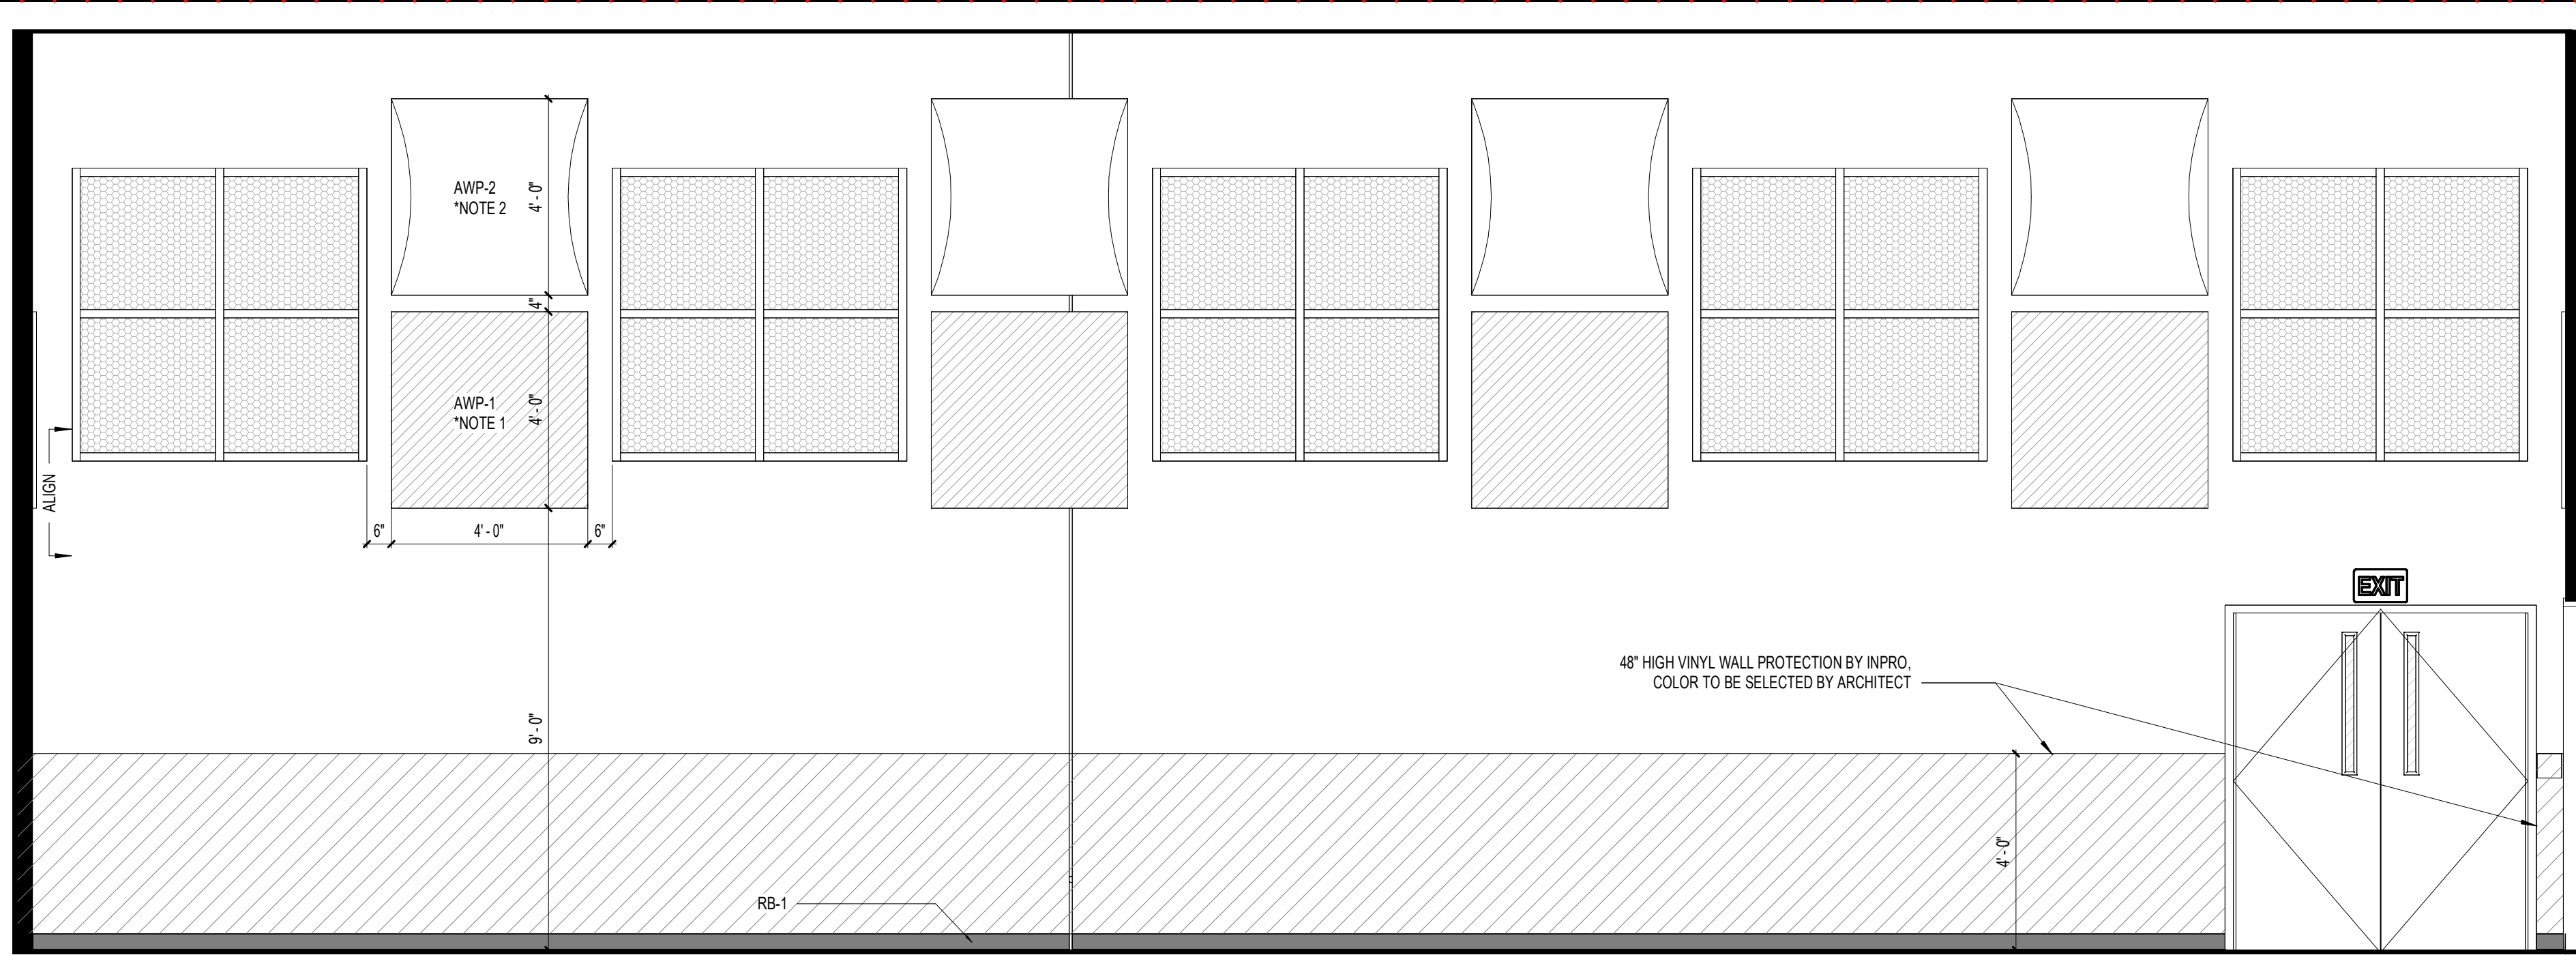 AWP-2
*NOTE 2
4' - 0"
4"
AWP-1
*NOTE 1
4' - 0"
ALIGN
6"
4' - 0"
6"
EXIT
48" HIGH VINYL WALL PROTECTION BY INPRO,
COLOR TO BE SELECTED BY ARCHITECT
9' - 0"
4' - 0"
RB-1